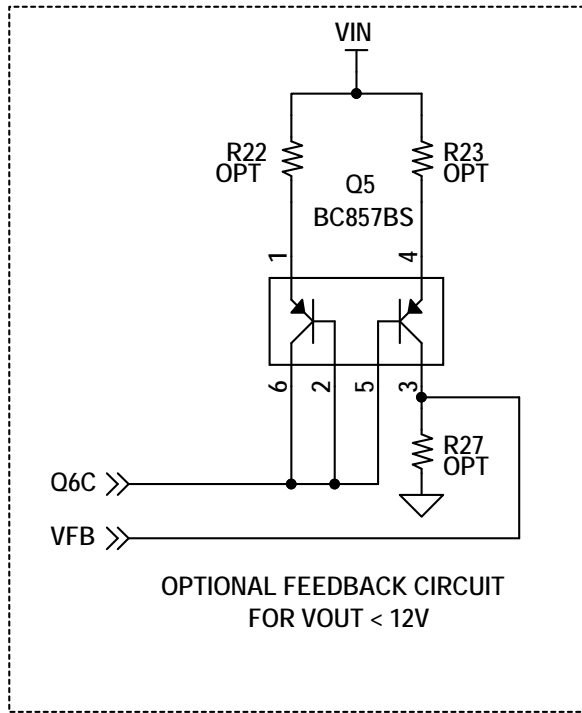 VIN
R22
OPT
R23
OPT
Q5
BC857BS
1
4
6
2
5
3
R27
OPT
Q6C
VFB
OPTIONAL FEEDBACK CIRCUIT
FOR VOUT < 12V